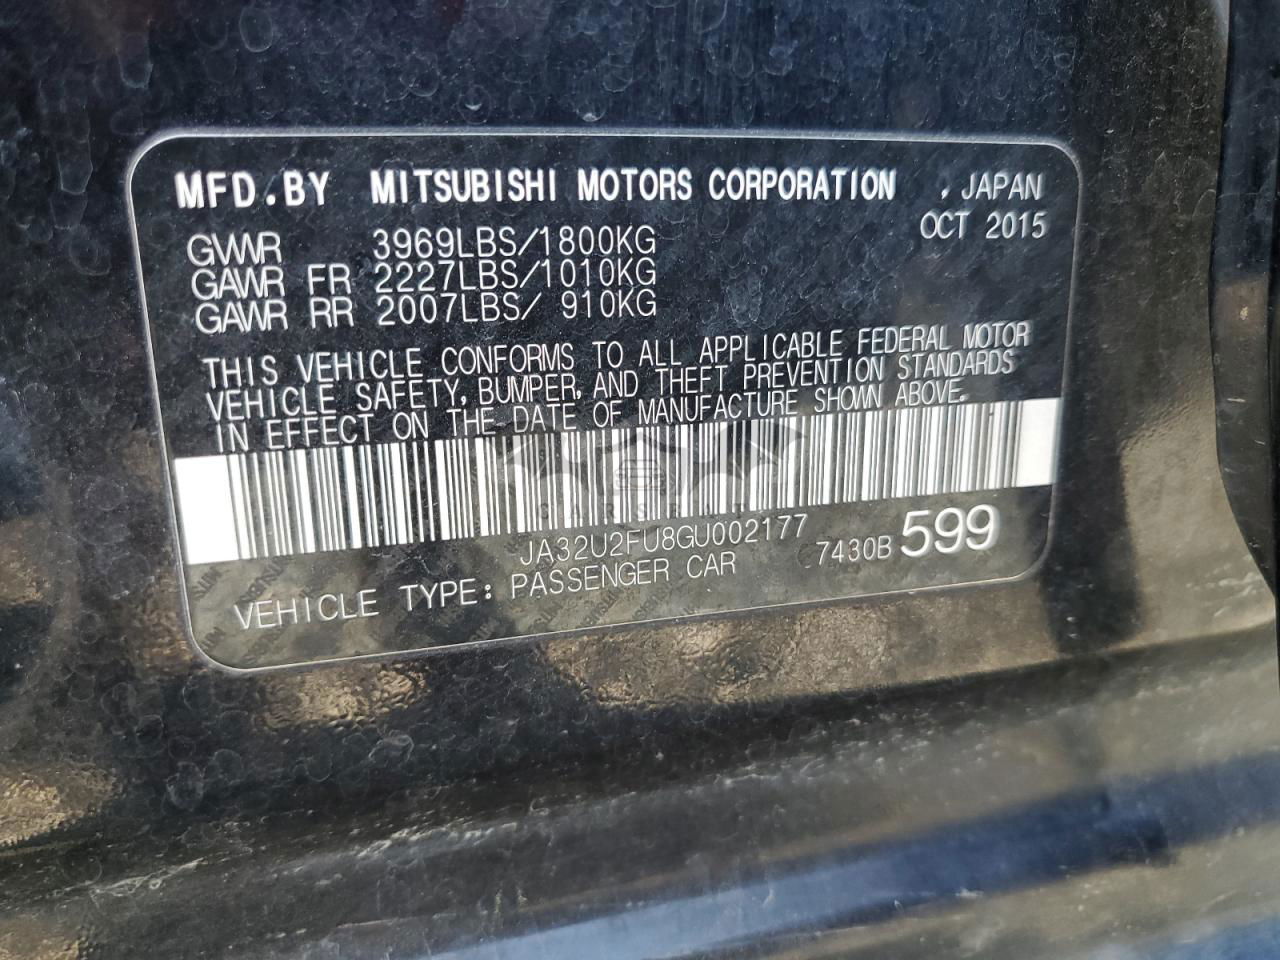 MFD.BY MITSUBISHI MOTORS CORPORATION , JAPAN
OCT 2015
GVWR 3969LBS/1800KG
GAWR FR 2227LBS/1010KG
GAWR RR 2007LBS/ 910KG
THIS VEHICLE CONFORMS TO ALL APPLICABLE FEDERAL MOTOR
VEHICLE SAFETY, BUMPER, AND THEFT PREVENTION STANDARDS
IN EFFECT ON THE DATE OF MANUFACTURE SHOWN ABOVE.
JA32U2FU8GU002177
7430B 599
VEHICLE TYPE: PASSENGER CAR